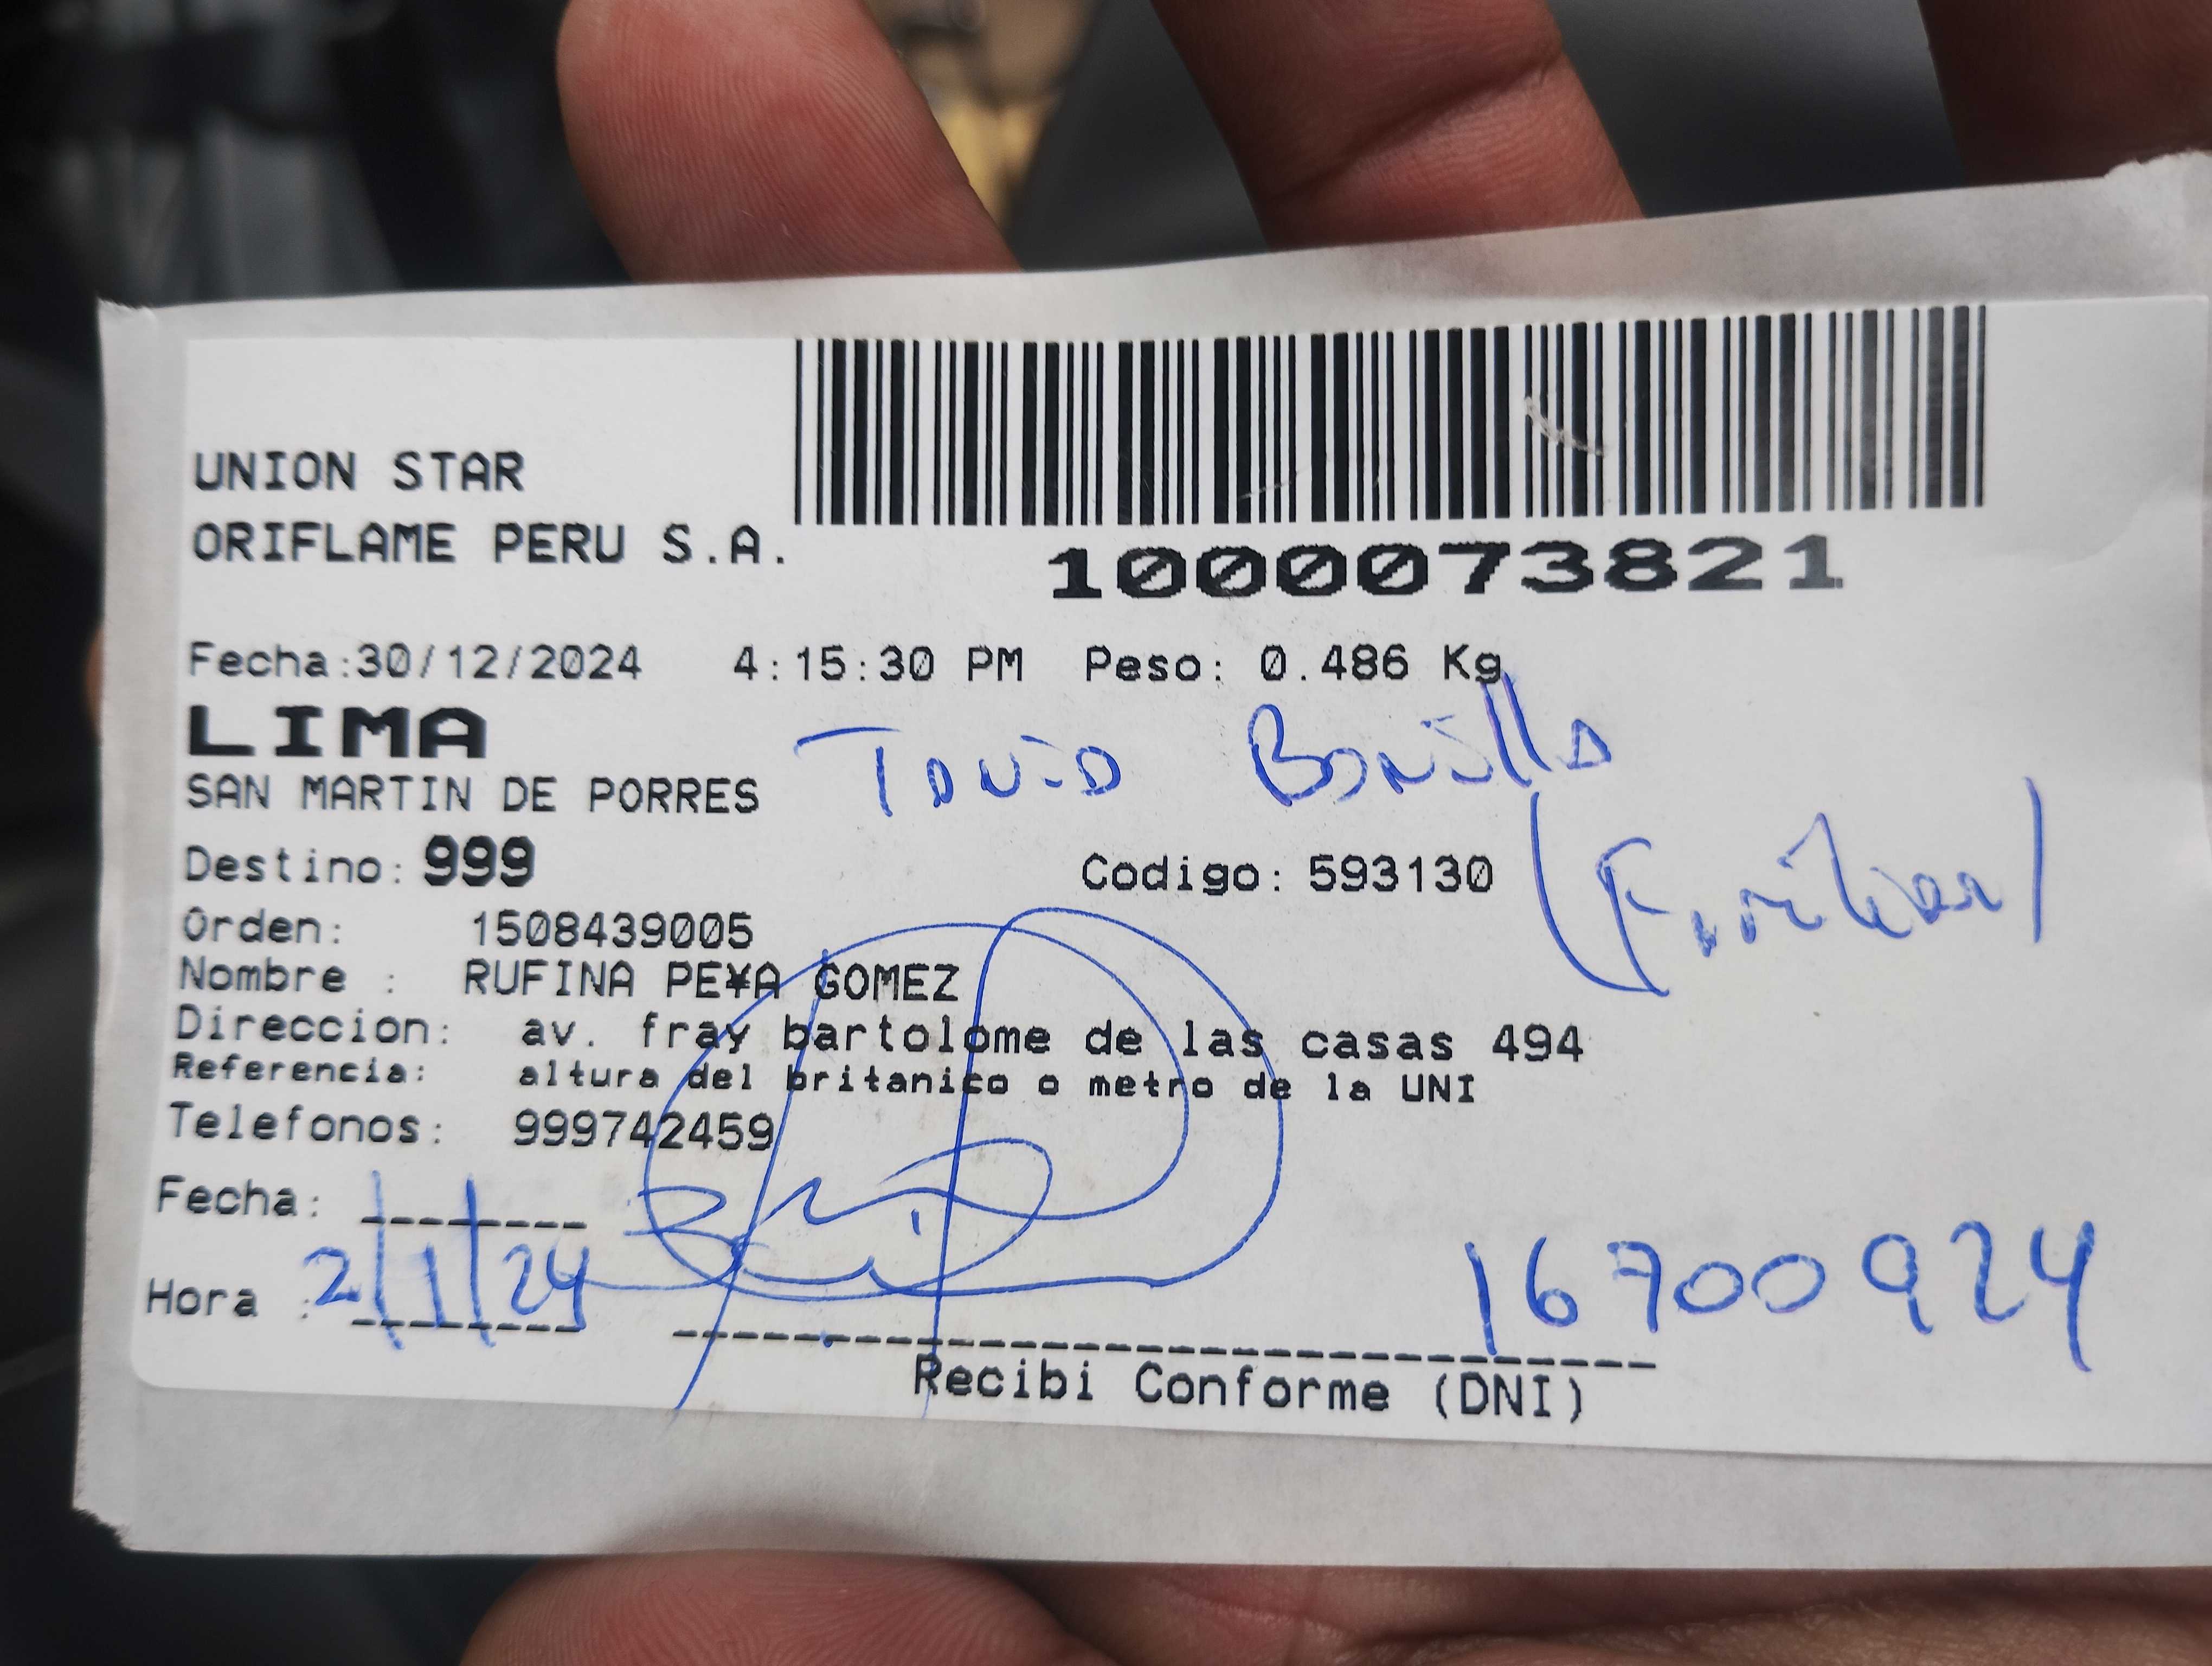 UNION STAR
ORIFLAME PERU S.A.
1000073821
Fecha:30/12/2024 4:15:30 PM Peso: 0.486 Kg
LIMA
SAN MARTIN DE PORRES
Bonilla
Destino: 999 Codigo: 593130 (Familiar)
Orden: 1508439005
Nombre : RUFINA PE¥A GOMEZ
Direccion: av. fray bartolome de las casas 494
Referencia: altura del britanico o metro de la UNI
Telefonos: 999742459
Fecha:
Hora : 2/1/24
16700924
Recibi Conforme (DNI)